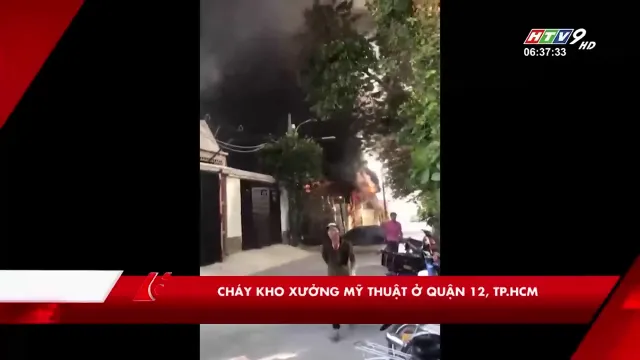 HTV9 HD
06:37:33
CHÁY KHO XƯỞNG MỸ THUẬT Ở QUẬN 12, TP.HCM